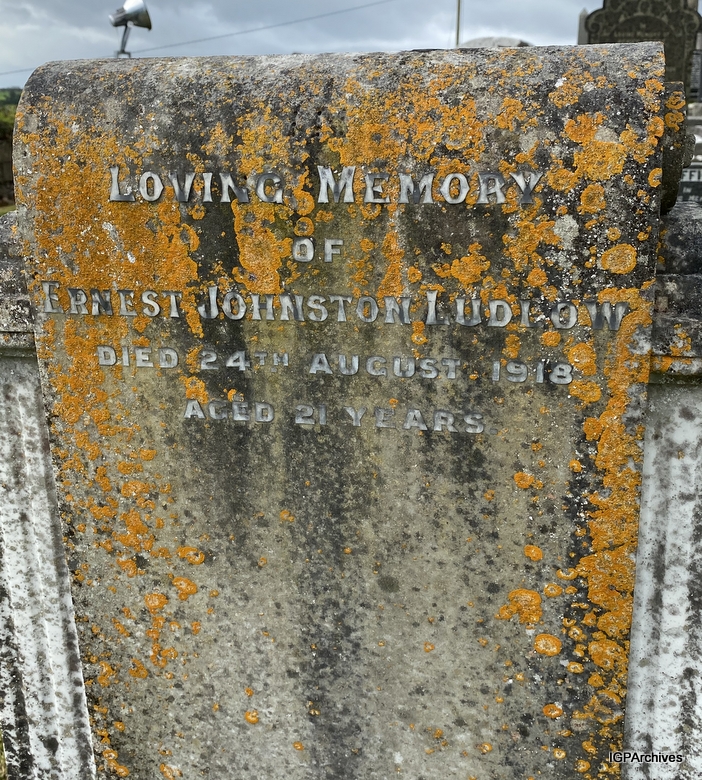 LOVING MEMORY
OF
ERNEST JOHNSTON LUDLOW
DIED 24TH AUGUST 1918
AGED 21 YEARS
IGPArchives